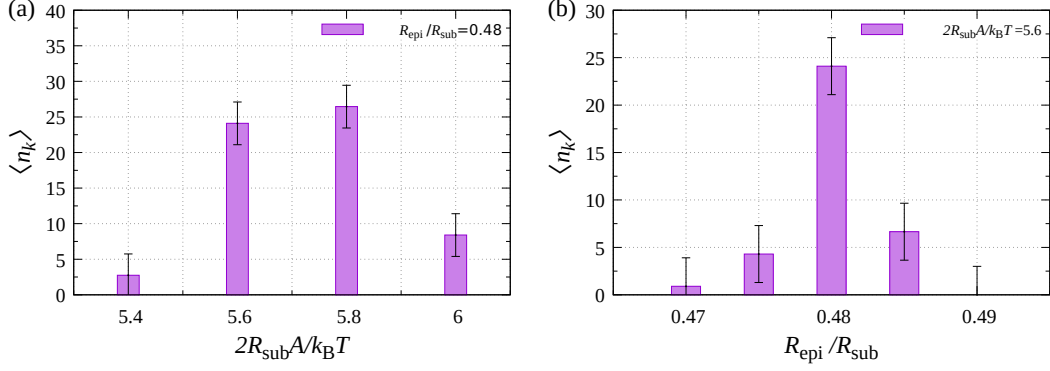 (a)
R_epi /R_sub=0.48
40
35
30
25
20
15
10
5
0
⟨n_k⟩
5.4 5.6 5.8 6
2R_subA/k_BT
(b)
2R_subA/k_BT =5.6
30
25
20
15
10
5
0
⟨n_k⟩
0.47 0.48 0.49
R_epi /R_sub